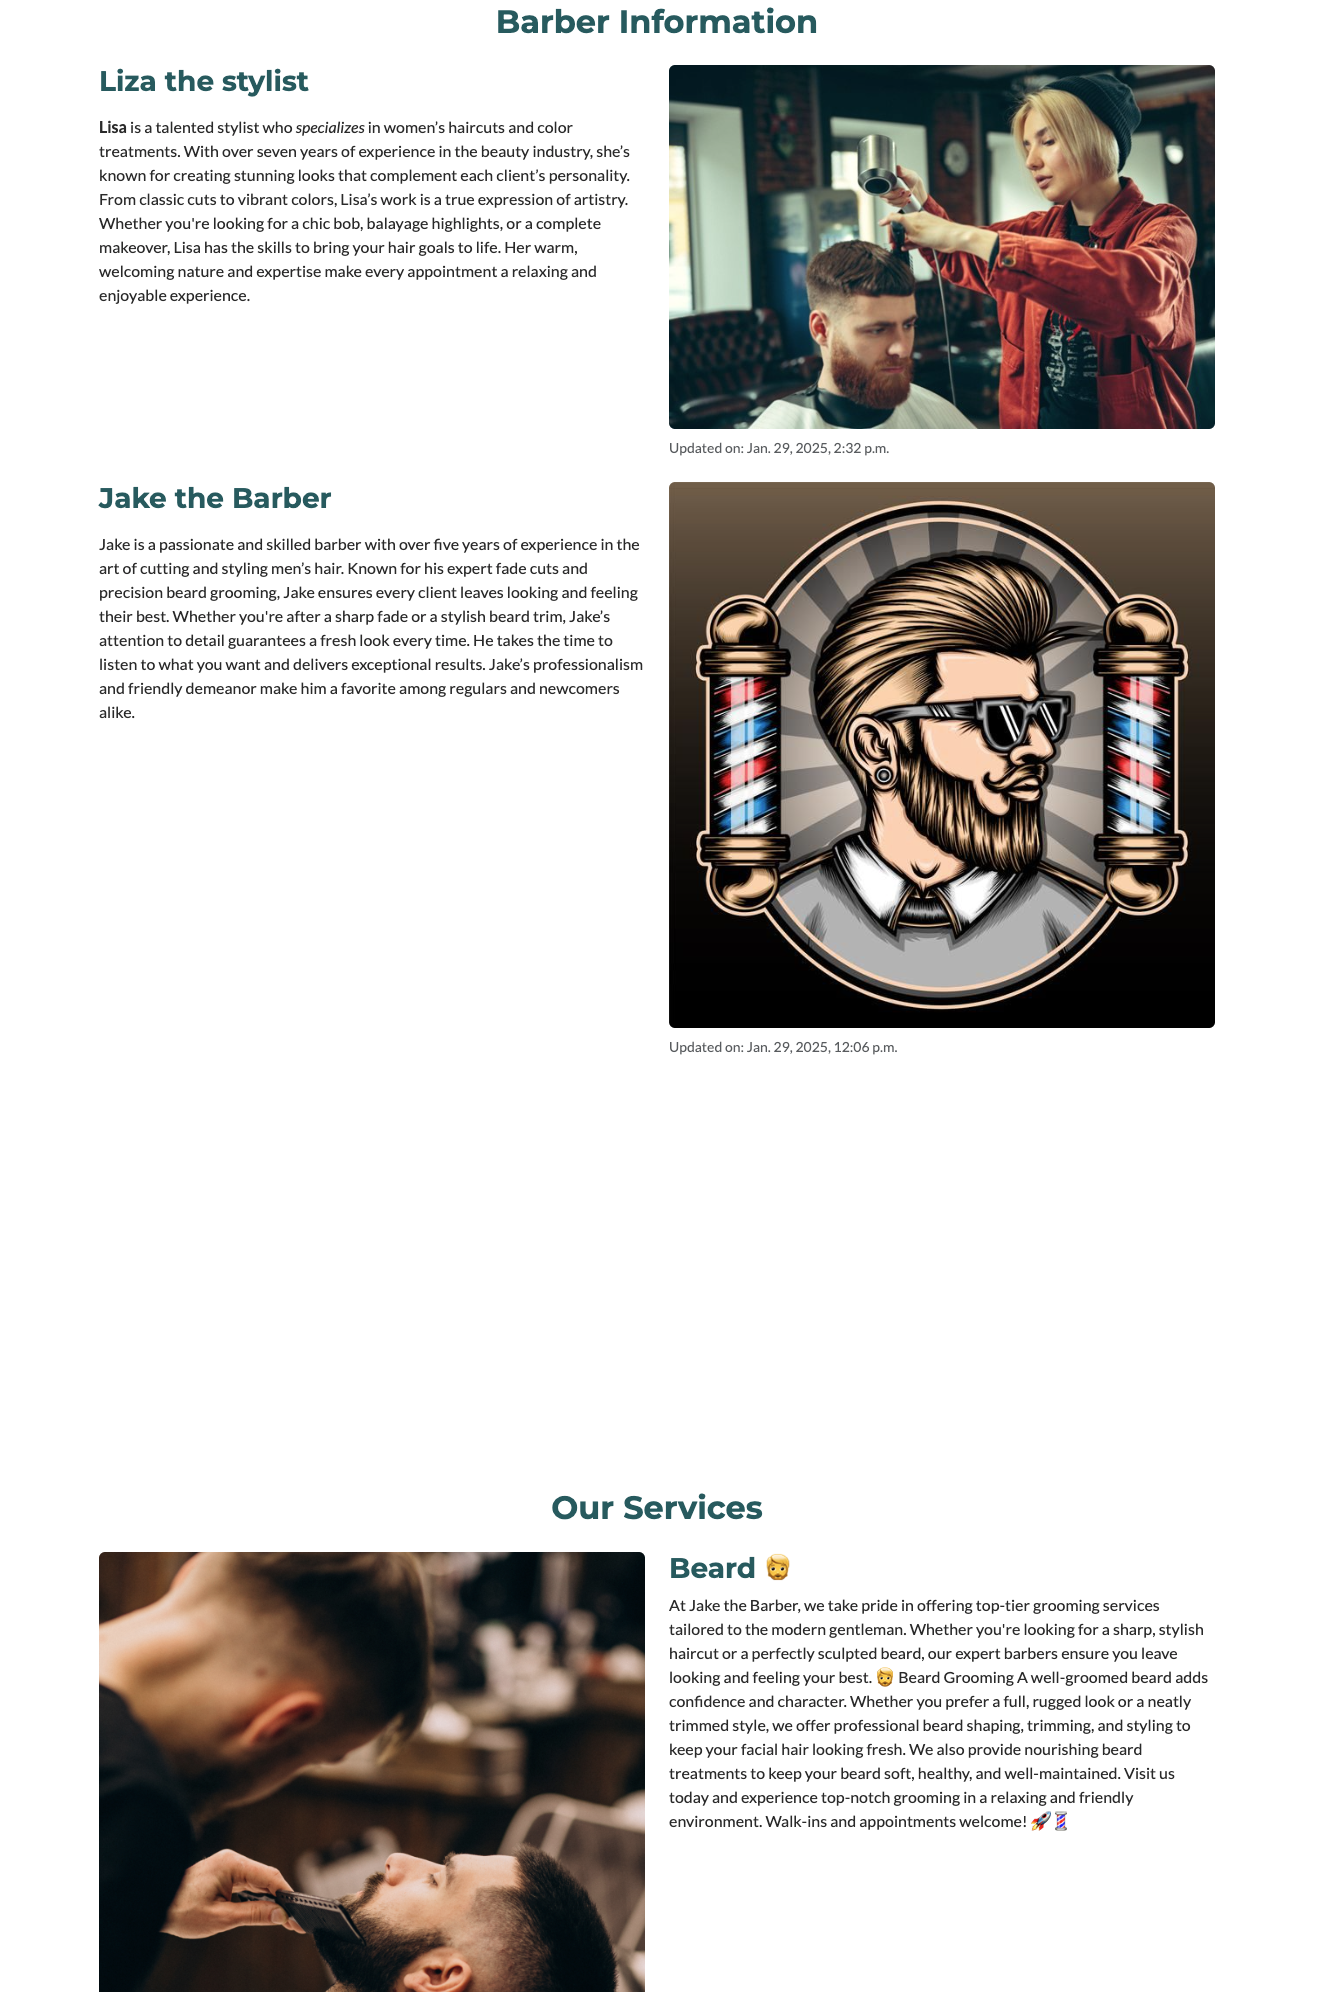 Barber Information
Liza the stylist
Lisa is a talented stylist who specializes in women’s haircuts and color
treatments. With over seven years of experience in the beauty industry, she’s
known for creating stunning looks that complement each client’s personality.
From classic cuts to vibrant colors, Lisa’s work is a true expression of artistry.
Whether you're looking for a chic bob, balayage highlights, or a complete
makeover, Lisa has the skills to bring your hair goals to life. Her warm,
welcoming nature and expertise make every appointment a relaxing and
enjoyable experience.
Updated on: Jan. 29, 2025, 2:32 p.m.
Jake the Barber
Jake is a passionate and skilled barber with over five years of experience in the
art of cutting and styling men’s hair. Known for his expert fade cuts and
precision beard grooming, Jake ensures every client leaves looking and feeling
their best. Whether you're after a sharp fade or a stylish beard trim, Jake’s
attention to detail guarantees a fresh look every time. He takes the time to
listen to what you want and delivers exceptional results. Jake’s professionalism
and friendly demeanor make him a favorite among regulars and newcomers
alike.
Updated on: Jan. 29, 2025, 12:06 p.m.
Our Services
Beard 🧔
At Jake the Barber, we take pride in offering top-tier grooming services
tailored to the modern gentleman. Whether you're looking for a sharp, stylish
haircut or a perfectly sculpted beard, our expert barbers ensure you leave
looking and feeling your best. 🧔 Beard Grooming A well-groomed beard adds
confidence and character. Whether you prefer a full, rugged look or a neatly
trimmed style, we offer professional beard shaping, trimming, and styling to
keep your facial hair looking fresh. We also provide nourishing beard
treatments to keep your beard soft, healthy, and well-maintained. Visit us
today and experience top-notch grooming in a relaxing and friendly
environment. Walk-ins and appointments welcome! 🚀💈